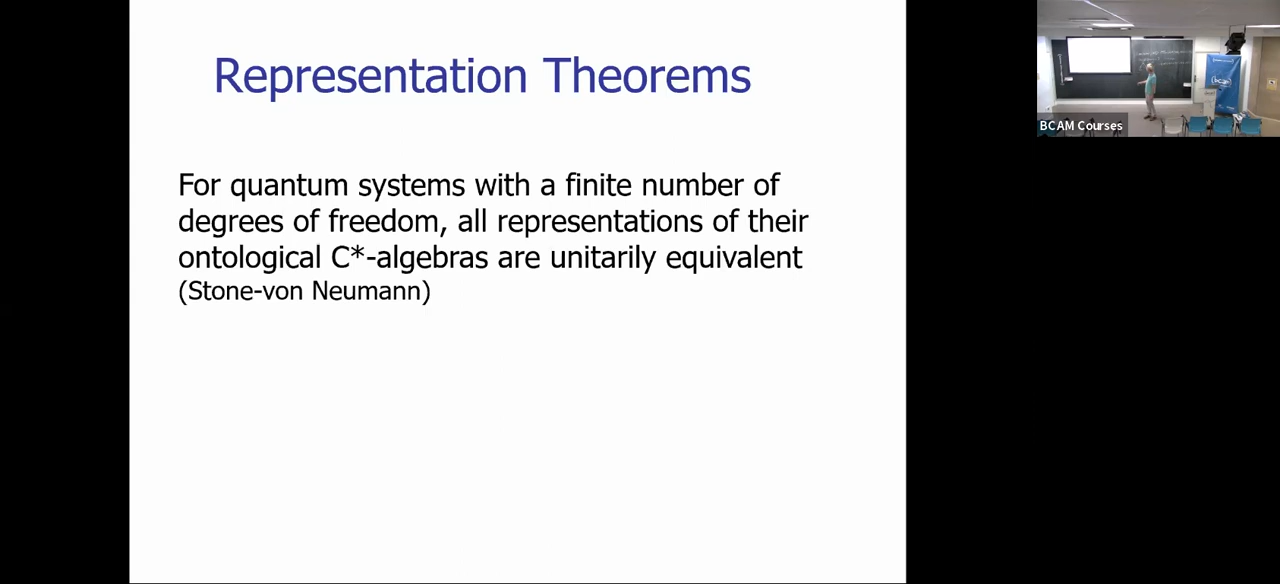 Representation Theorems
For quantum systems with a finite number of
degrees of freedom, all representations of their
ontological C*-algebras are unitarily equivalent
(Stone-von Neumann)
BCAM Courses